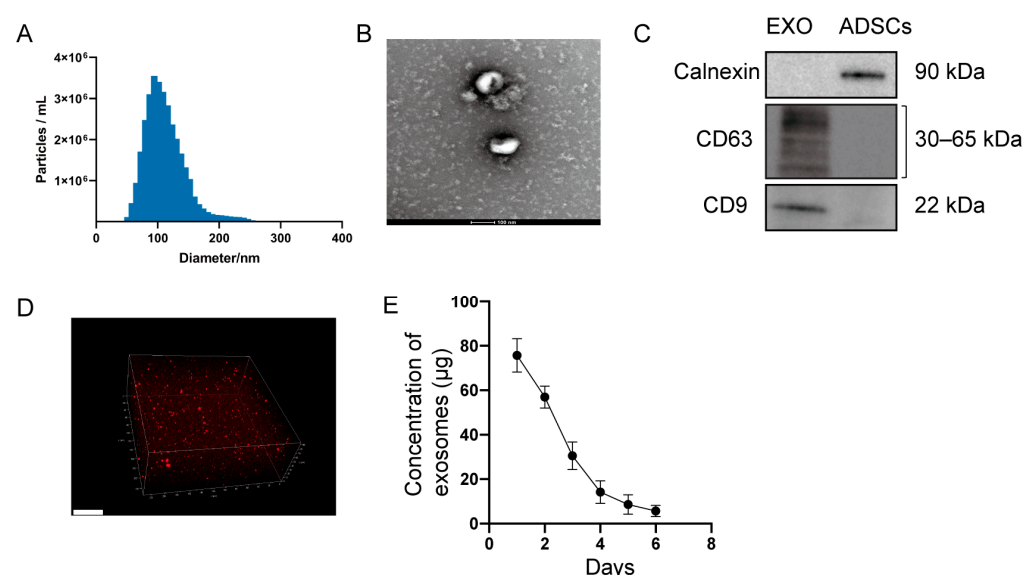 A
4×10⁶
3×10⁶
2×10⁶
1×10⁶
Particles / mL
0 100 200 300 400
Diameter/nm
B
100 nm
C
EXO ADSCs
Calnexin 90 kDa
CD63 30–65 kDa
CD9 22 kDa
D
E
100
80
60
40
20
0
Concentration of
exosomes (μg)
0 2 4 6 8
Days